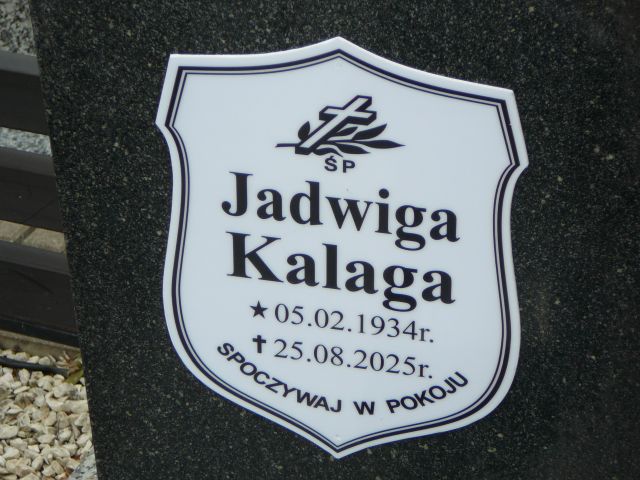 ŚP
Jadwiga
Kalaga
★ 05.02.1934r.
✝ 25.08.2025r.
SPOCZYWAJ W POKOJU